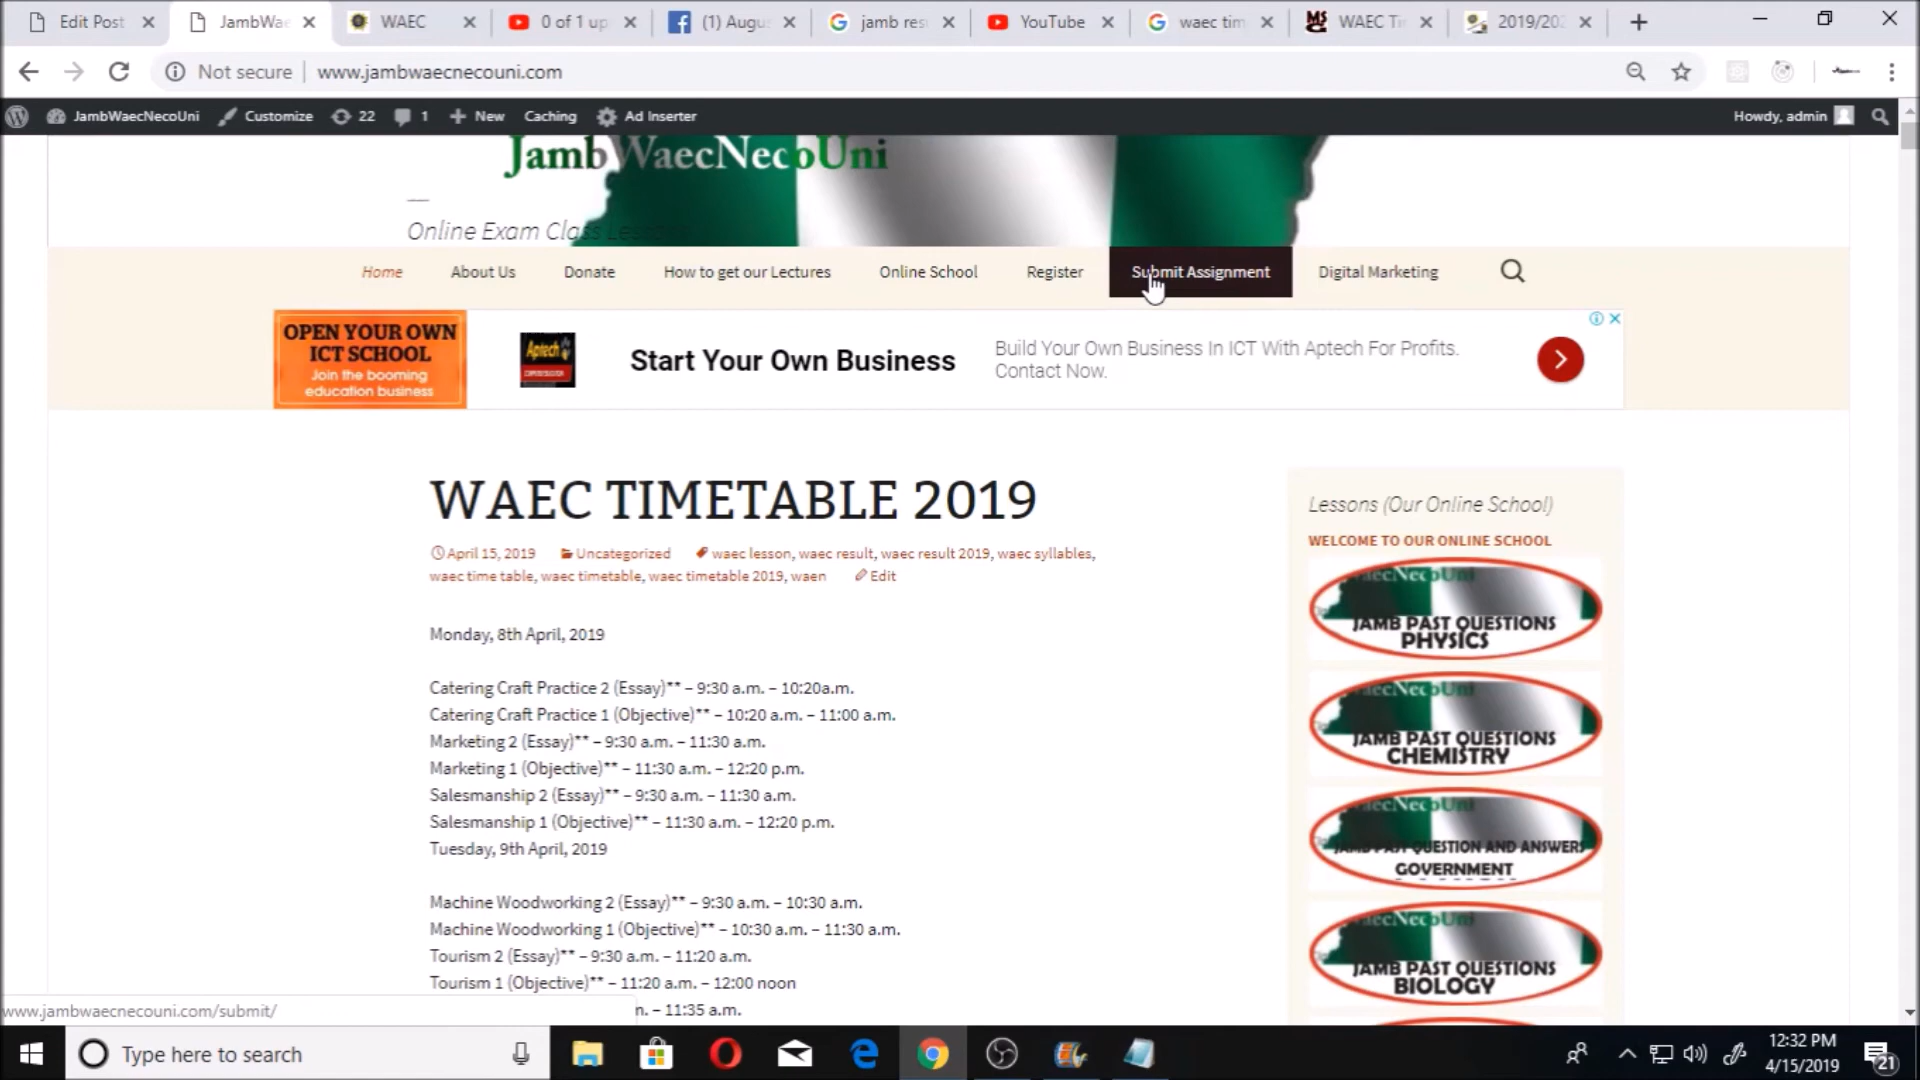 Edit Post
JambWae
WAEC
0 of 1 up
(1) Augu
jamb res
YouTube
waec tim
WAEC Ti
2019/202
Not secure
www.jambwaecnecouni.com
JambWaecNecoUni
Customize
22
1
New
Caching
Ad Inserter
Howdy, admin
JambWaecNecoUni
Online Exam Class Lessons
Home
About Us
Donate
How to get our Lectures
Online School
Register
Submit Assignment
Digital Marketing
OPEN YOUR OWN
ICT SCHOOL
Join the booming
education business
Aptech
Start Your Own Business
Build Your Own Business In ICT With Aptech For Profits.
Contact Now.
WAEC TIMETABLE 2019
April 15, 2019 Uncategorized waec lesson, waec result, waec result 2019, waec syllables,
waec time table, waec timetable, waec timetable 2019, waen Edit
Monday, 8th April, 2019
Catering Craft Practice 2 (Essay)** – 9:30 a.m. – 10:20a.m.
Catering Craft Practice 1 (Objective)** – 10:20 a.m. – 11:00 a.m.
Marketing 2 (Essay)** – 9:30 a.m. – 11:30 a.m.
Marketing 1 (Objective)** – 11:30 a.m. – 12:20 p.m.
Salesmanship 2 (Essay)** – 9:30 a.m. – 11:30 a.m.
Salesmanship 1 (Objective)** – 11:30 a.m. – 12:20 p.m.
Tuesday, 9th April, 2019
Machine Woodworking 2 (Essay)** – 9:30 a.m. – 10:30 a.m.
Machine Woodworking 1 (Objective)** – 10:30 a.m. – 11:30 a.m.
Tourism 2 (Essay)** – 9:30 a.m. – 11:20 a.m.
Tourism 1 (Objective)** – 11:20 a.m. – 12:00 noon
n. – 11:35 a.m.
Lessons (Our Online School)
WELCOME TO OUR ONLINE SCHOOL
aecNecoUni
JAMB PAST QUESTIONS
PHYSICS
aecNecoUni
JAMB PAST QUESTIONS
CHEMISTRY
aecNecoUni
JAMB PAST QUESTION AND ANSWERS
GOVERNMENT
aecNecoUni
JAMB PAST QUESTIONS
BIOLOGY
www.jambwaecnecouni.com/submit/
Type here to search
12:32 PM
4/15/2019
21